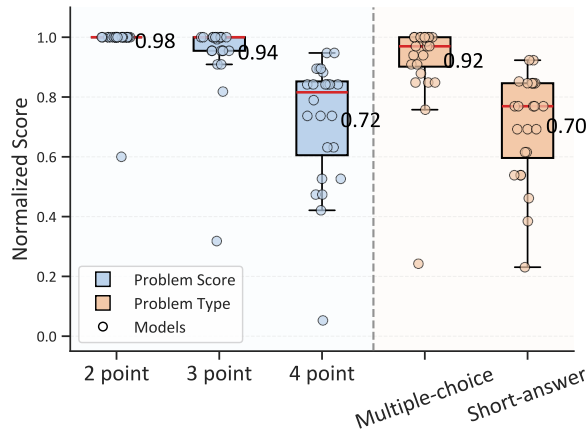 Normalized Score
1.0
0.8
0.6
0.4
0.2
0.0
0.98
0.94
0.72
0.92
0.70
Problem Score
Problem Type
Models
2 point
3 point
4 point
Multiple-choice
Short-answer